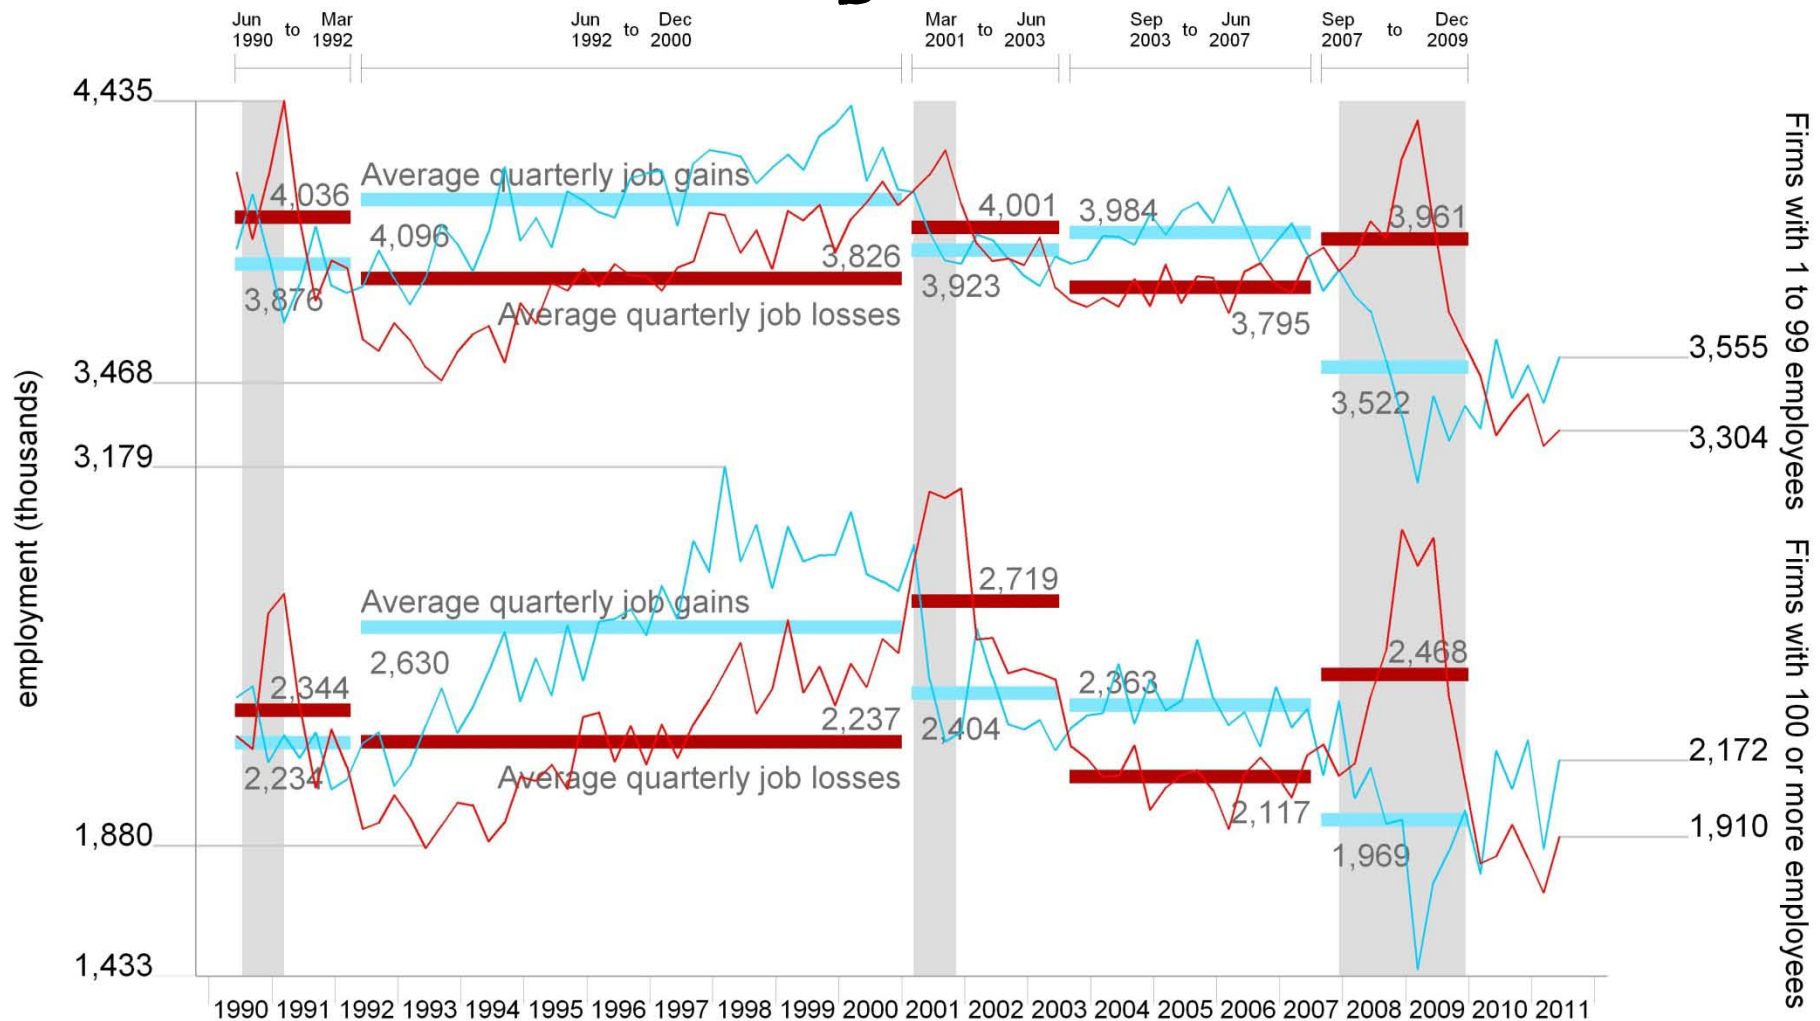 Jun 1990 to Mar 1992
Jun 1992 to Dec 2000
Mar 2001 to Jun 2003
Sep 2003 to Jun 2007
Sep 2007 to Dec 2009
4,435
3,468
3,179
1,880
1,433
employment (thousands)
4,036
3,876
Average quarterly job gains
4,096
3,826
Average quarterly job losses
4,001
3,923
3,984
3,795
3,961
3,522
3,555
3,304
Firms with 1 to 99 employees
2,344
2,234
Average quarterly job gains
2,630
2,237
Average quarterly job losses
2,719
2,404
2,363
2,117
2,468
1,969
2,172
1,910
Firms with 100 or more employees
1990 1991 1992 1993 1994 1995 1996 1997 1998 1999 2000 2001 2002 2003 2004 2005 2006 2007 2008 2009 2010 2011